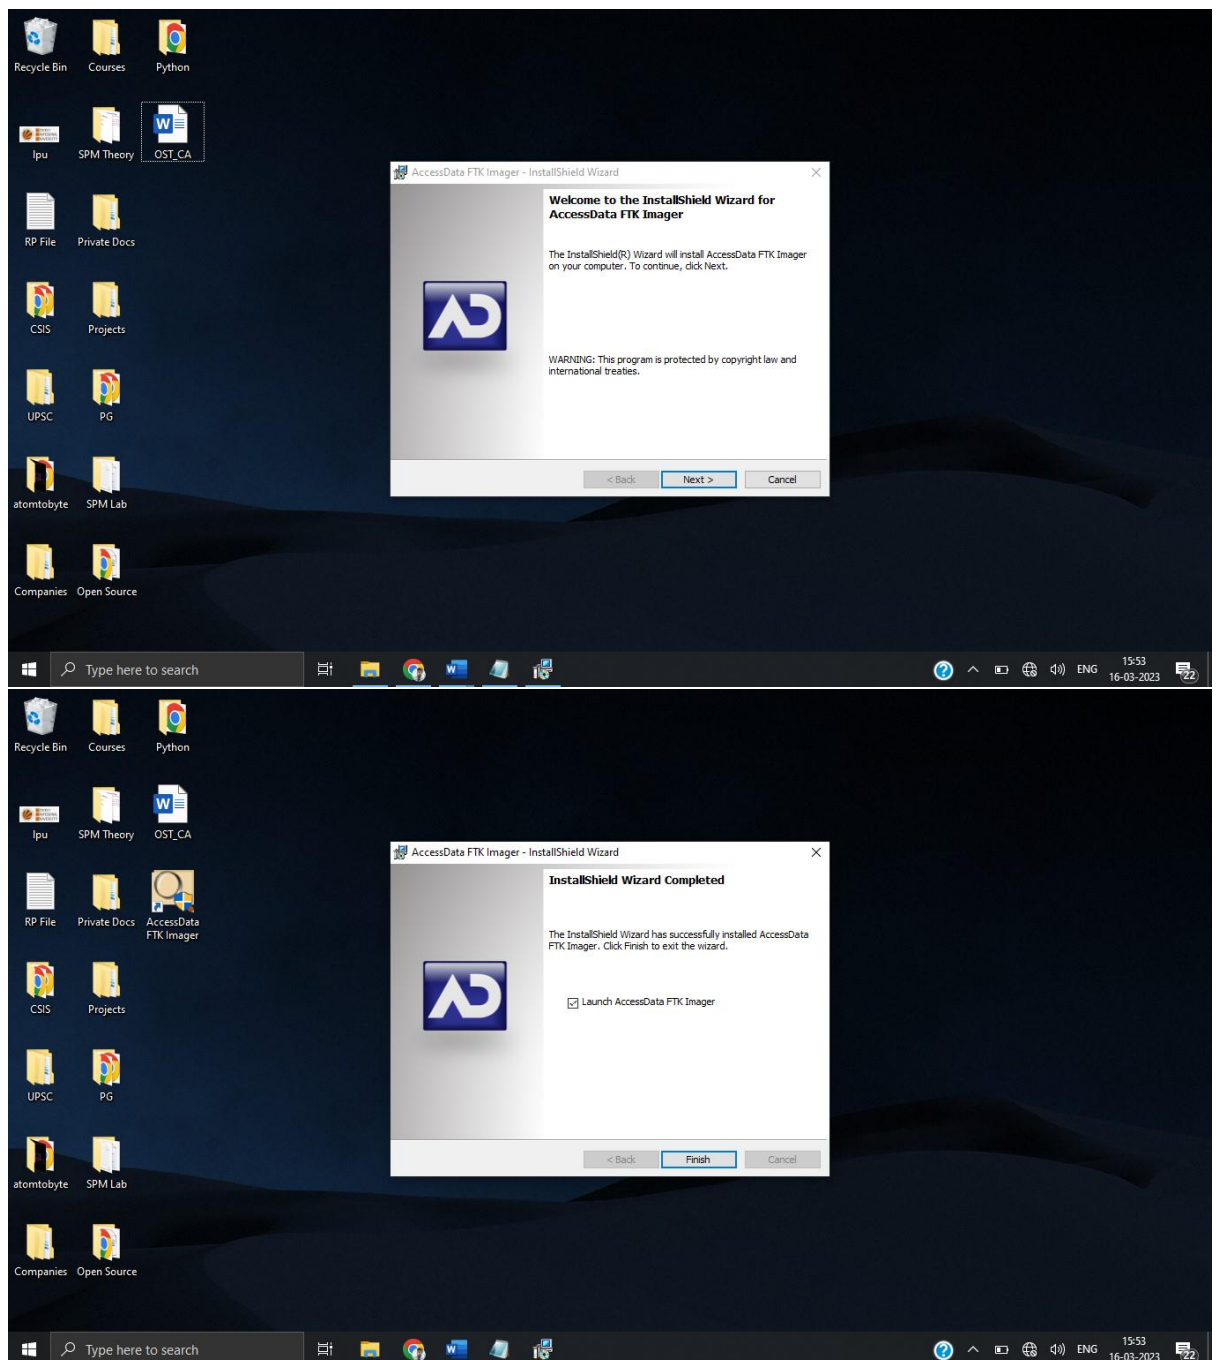 Recycle Bin Courses Python
lpu SPM Theory OST_CA
RP File Private Docs
CSIS Projects
UPSC PG
atomtobyte SPM Lab
Companies Open Source
AccessData FTK Imager - InstallShield Wizard
Welcome to the InstallShield Wizard for
AccessData FTK Imager
The InstallShield(R) Wizard will install AccessData FTK Imager
on your computer. To continue, click Next.
WARNING: This program is protected by copyright law and
international treaties.
< Back Next > Cancel
Type here to search
ENG
15:53
16-03-2023
22
Recycle Bin Courses Python
lpu SPM Theory OST_CA
RP File Private Docs AccessData
FTK Imager
CSIS Projects
UPSC PG
atomtobyte SPM Lab
Companies Open Source
AccessData FTK Imager - InstallShield Wizard
InstallShield Wizard Completed
The InstallShield Wizard has successfully installed AccessData
FTK Imager. Click Finish to exit the wizard.
Launch AccessData FTK Imager
< Back Finish Cancel
Type here to search
ENG
15:53
16-03-2023
22